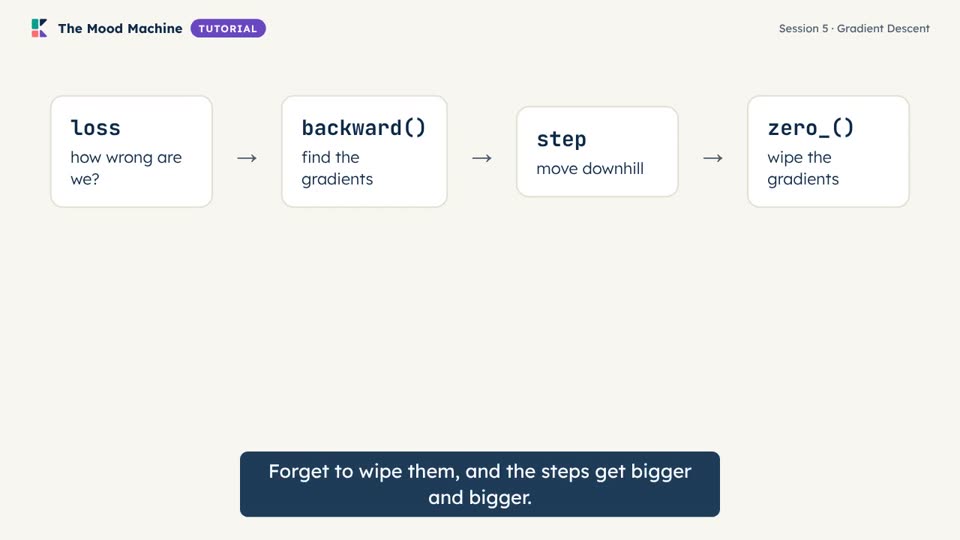 The Mood Machine TUTORIAL
Session 5 · Gradient Descent
loss
how wrong are
we?
→
backward()
find the
gradients
→
step
move downhill
→
zero_()
wipe the
gradients
Forget to wipe them, and the steps get bigger
and bigger.